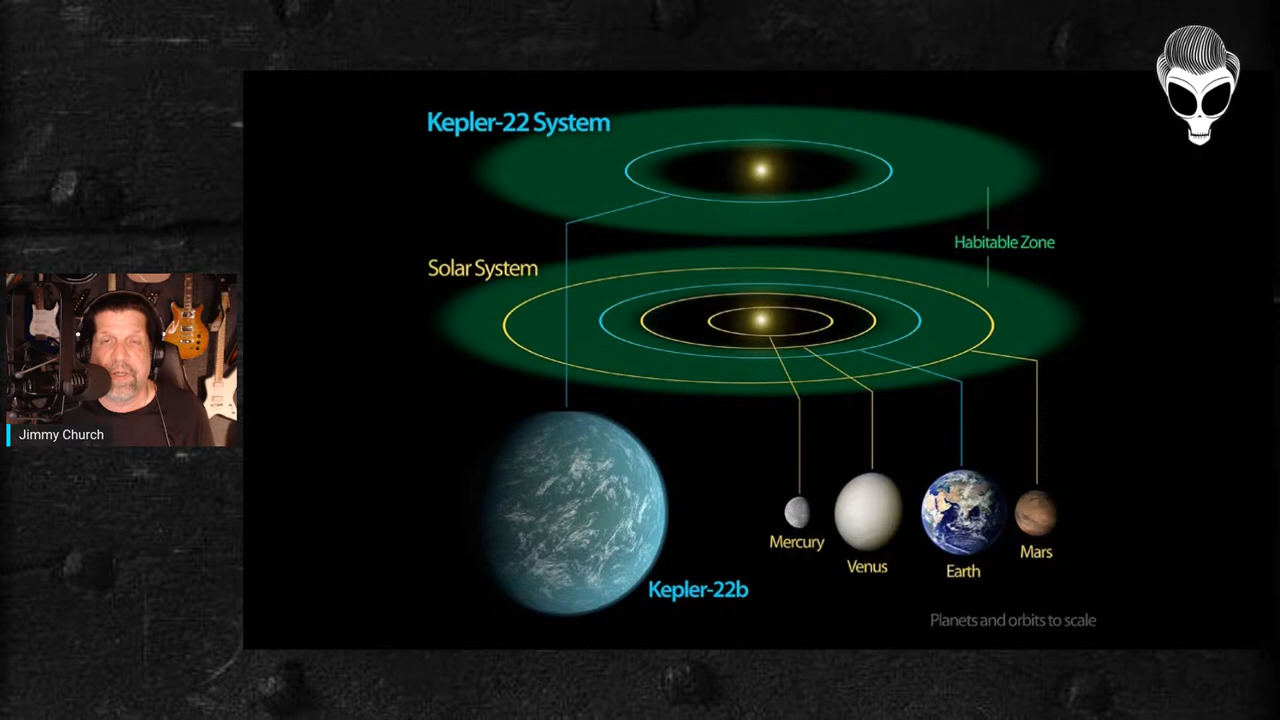 Kepler-22 System
Habitable Zone
Solar System
Jimmy Church
Mercury
Venus
Earth
Mars
Kepler-22b
Planets and orbits to scale